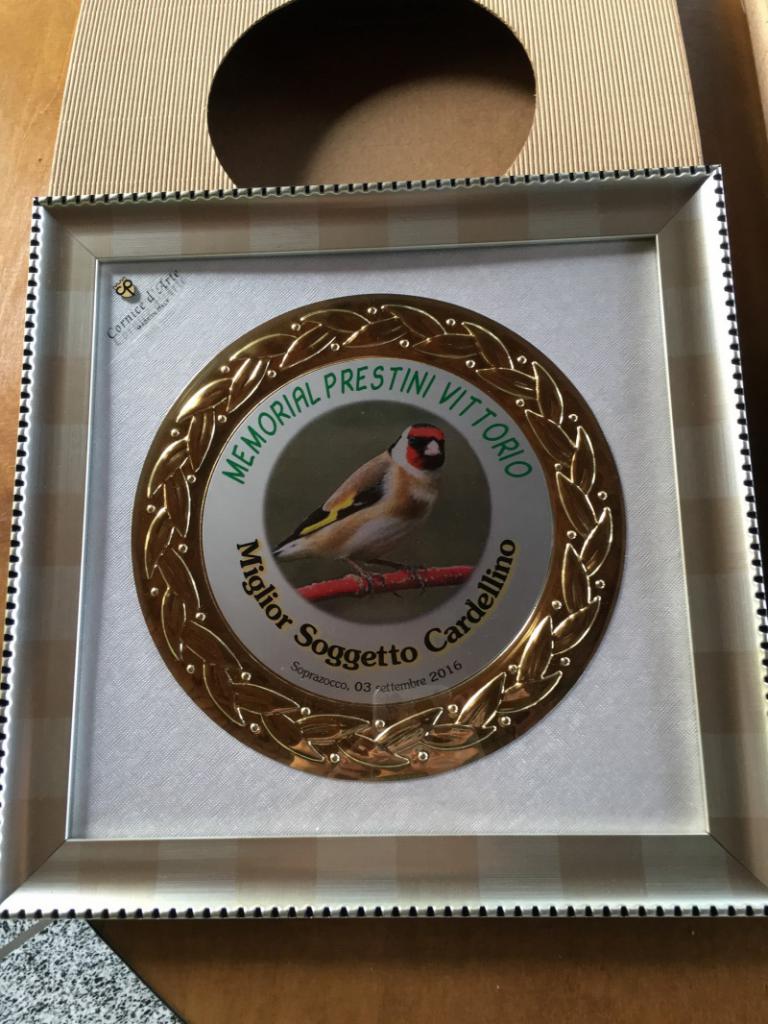 Cornice d'Arte
MEMORIAL PRESTINI VITTORIO
Miglior Soggetto Cardellino
Soprazocco, 03 settembre 2016